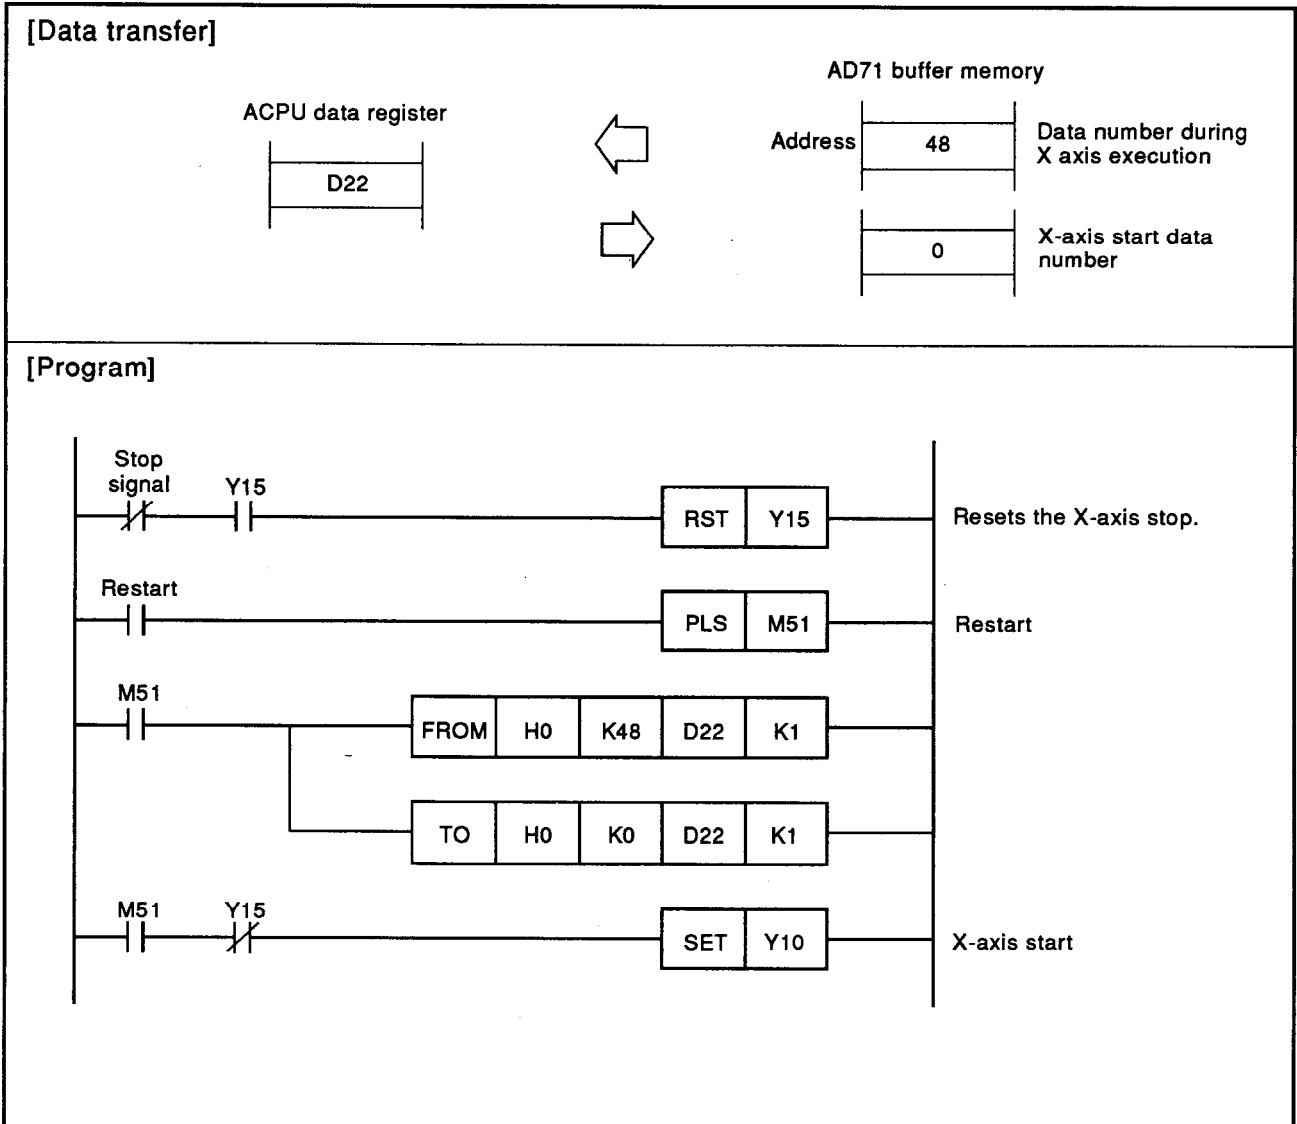 [Data transfer]
AD71 buffer memory
ACPU data register
Address
48
Data number during
X axis execution
D22
0
X-axis start data
number
[Program]
Stop
signal
Y15
RST Y15
Resets the X-axis stop.
Restart
PLS M51
Restart
M51
FROM H0 K48 D22 K1
TO H0 K0 D22 K1
M51 Y15
SET Y10
X-axis start